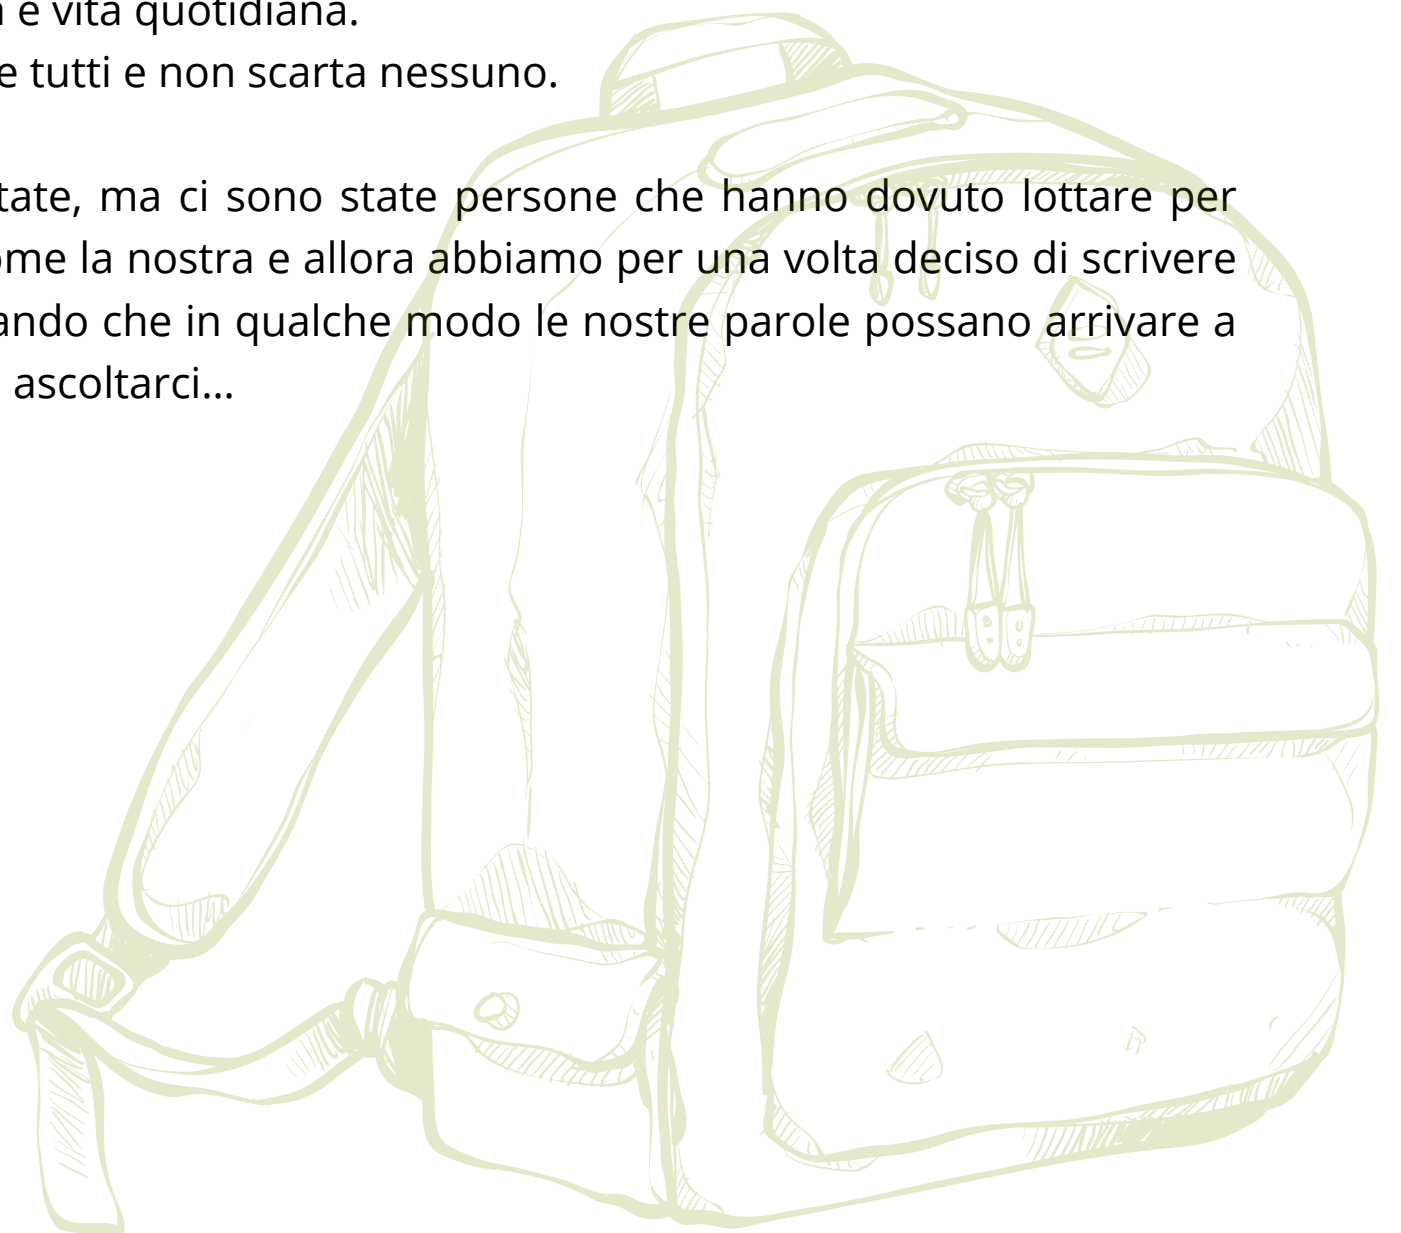 è vita quotidiana.
e tutti e non scarta nessuno.
tate, ma ci sono state persone che hanno dovuto lottare per
ome la nostra e allora abbiamo per una volta deciso di scrivere
ando che in qualche modo le nostre parole possano arrivare a
ascoltarci...